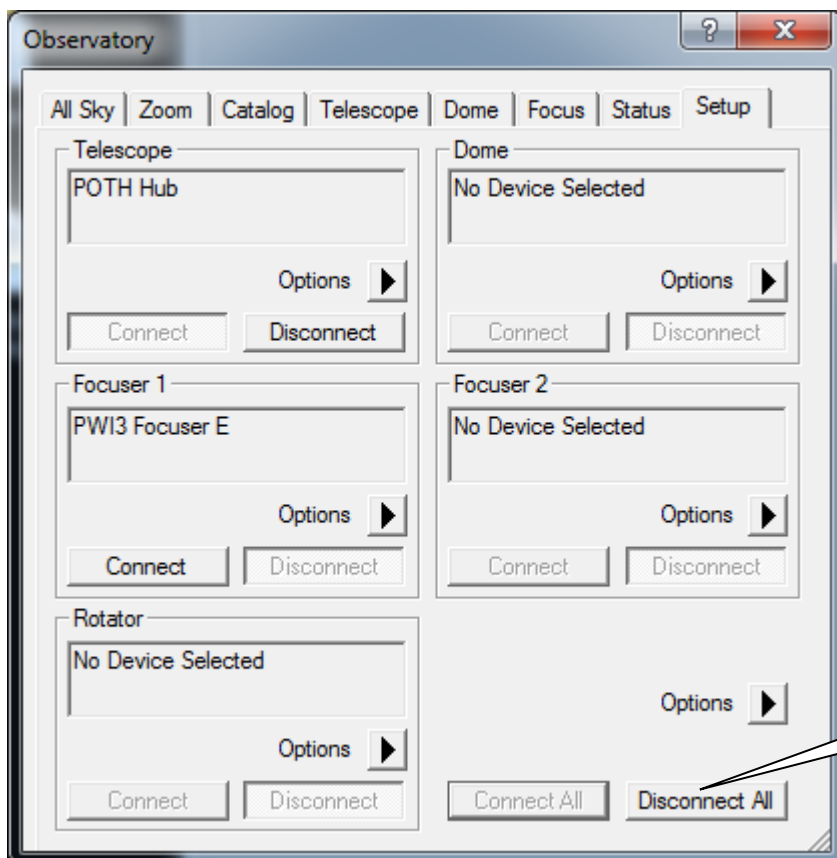 Observatory
?
All Sky Zoom Catalog Telescope Dome Focus Status Setup
Telescope
POTH Hub
Options
Connect Disconnect
Dome
No Device Selected
Options
Connect Disconnect
Focuser 1
PWI3 Focuser E
Options
Connect Disconnect
Focuser 2
No Device Selected
Options
Connect Disconnect
Rotator
No Device Selected
Options
Connect Disconnect
Options
Connect All Disconnect All